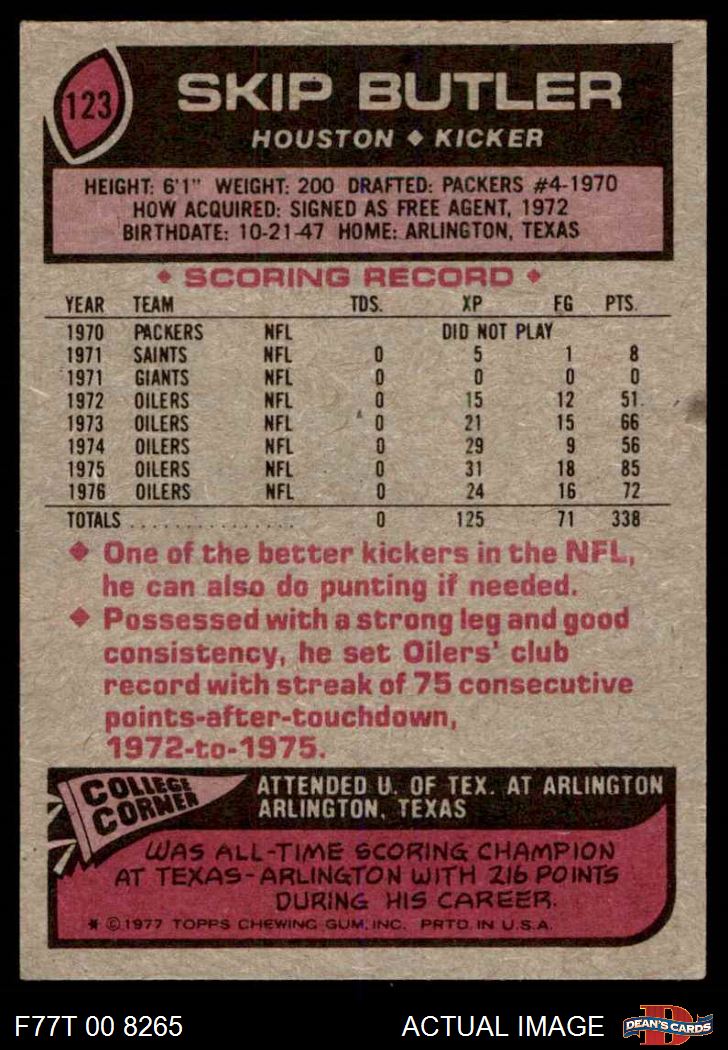 123
SKIP BUTLER
HOUSTON ◆ KICKER
HEIGHT: 6'1" WEIGHT: 200 DRAFTED: PACKERS #4-1970
HOW ACQUIRED: SIGNED AS FREE AGENT, 1972
BIRTHDATE: 10-21-47 HOME: ARLINGTON, TEXAS
◆ SCORING RECORD ◆
YEAR TEAM TDS. XP FG PTS.
1970 PACKERS NFL DID NOT PLAY
1971 SAINTS NFL 0 5 1 8
1971 GIANTS NFL 0 0 0 0
1972 OILERS NFL 0 15 12 51
1973 OILERS NFL 0 21 15 66
1974 OILERS NFL 0 29 9 56
1975 OILERS NFL 0 31 18 85
1976 OILERS NFL 0 24 16 72
TOTALS . . . . . . . . . . . . . . . 0 125 71 338
◆ One of the better kickers in the NFL,
he can also do punting if needed.
◆ Possessed with a strong leg and good
consistency, he set Oilers' club
record with streak of 75 consecutive
points-after-touchdown,
1972-to-1975.
COLLEGE
CORNER
ATTENDED U. OF TEX. AT ARLINGTON
ARLINGTON, TEXAS
WAS ALL-TIME SCORING CHAMPION
AT TEXAS-ARLINGTON WITH 216 POINTS
DURING HIS CAREER.
* © 1977 TOPPS CHEWING GUM, INC. PRTD. IN U.S.A.
F77T 00 8265
ACTUAL IMAGE
D
DEAN'S CARDS